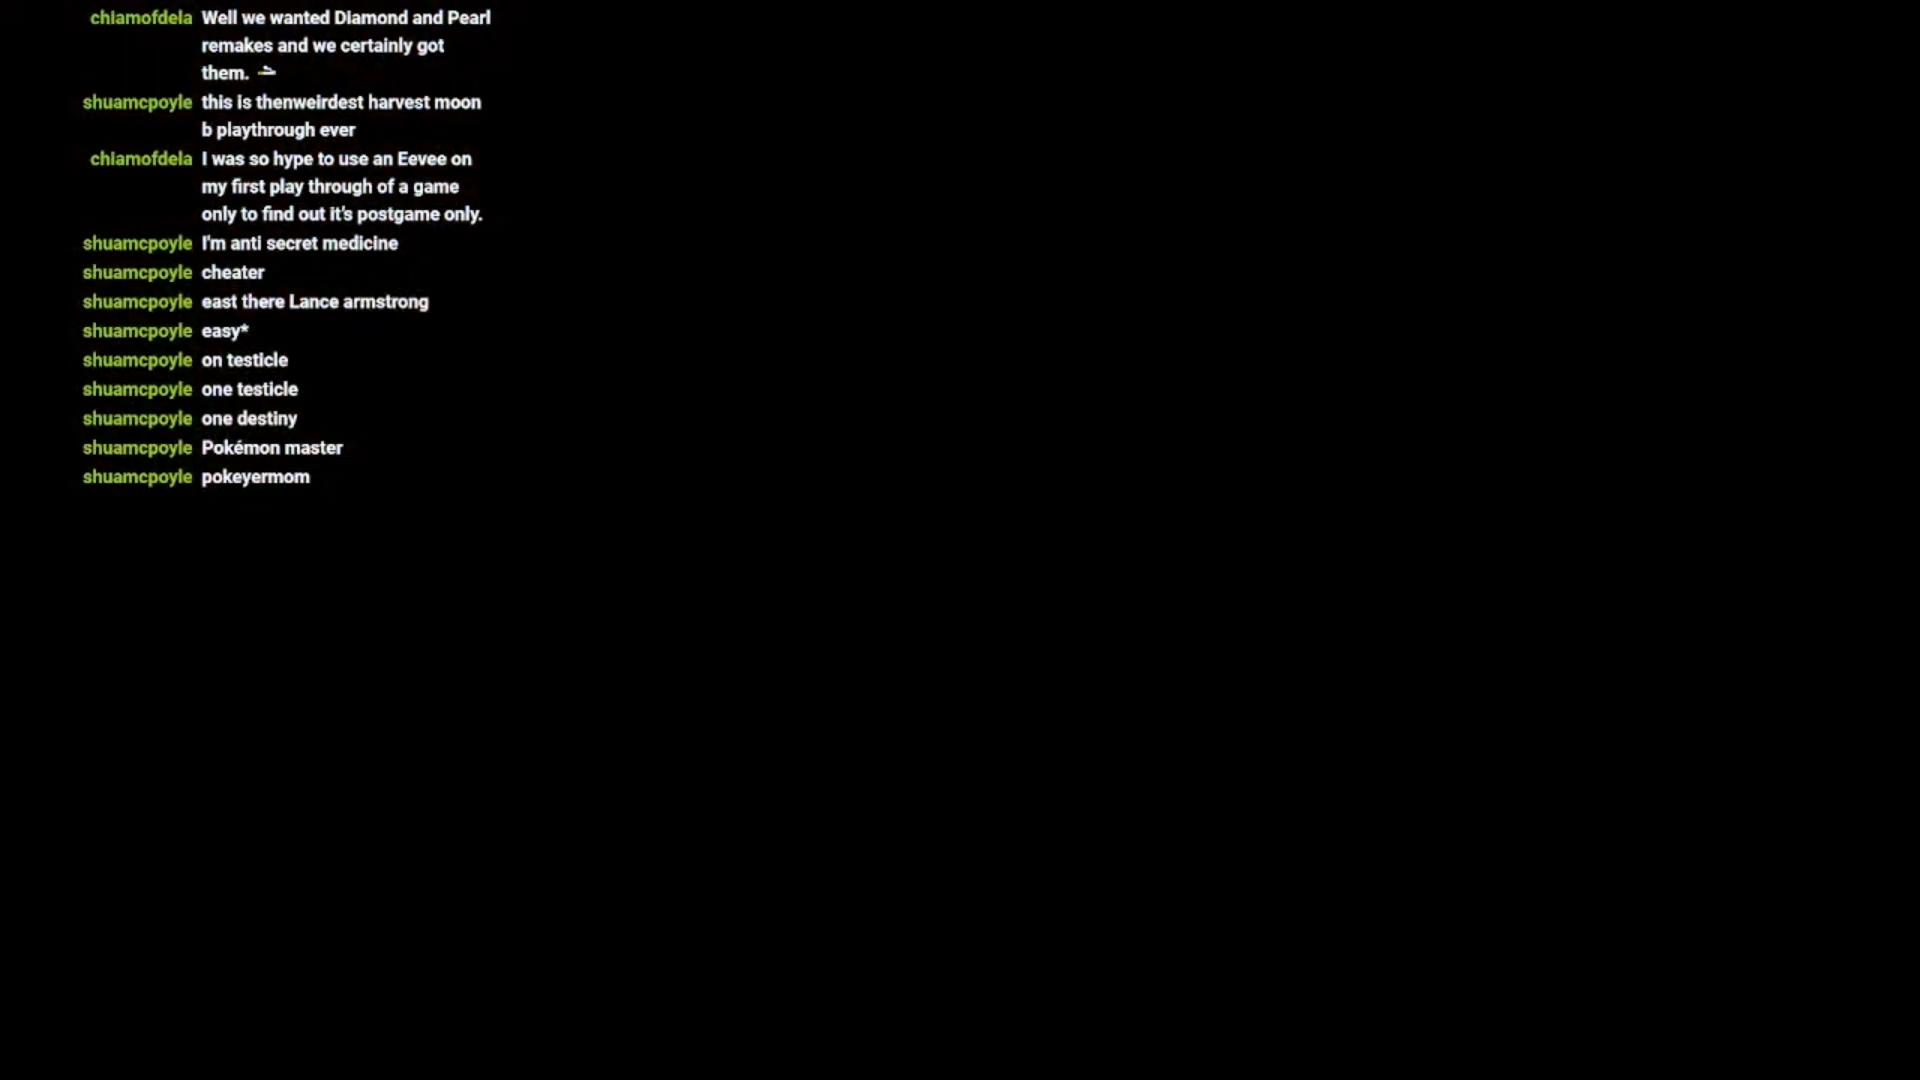 chiamofdela Well we wanted Diamond and Pearl
remakes and we certainly got
them.
shuamcpoyle this is thenweirdest harvest moon
b playthrough ever
chiamofdela I was so hype to use an Eevee on
my first play through of a game
only to find out it's postgame only.
shuamcpoyle I'm anti secret medicine
shuamcpoyle cheater
shuamcpoyle east there Lance armstrong
shuamcpoyle easy*
shuamcpoyle on testicle
shuamcpoyle one testicle
shuamcpoyle one destiny
shuamcpoyle Pokémon master
shuamcpoyle pokeyermom